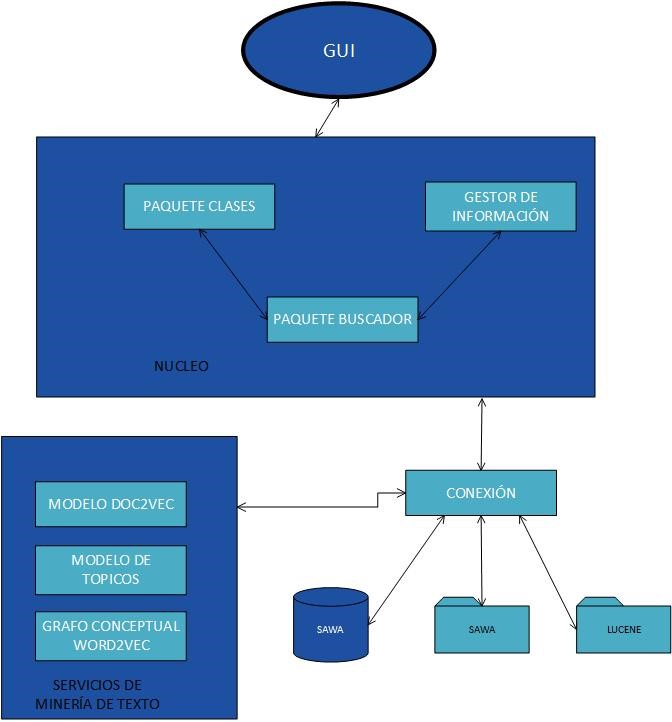 GUI
PAQUETE CLASES
GESTOR DE
INFORMACIÓN
PAQUETE BUSCADOR
NUCLEO
MODELO DOC2VEC
CONEXIÓN
MODELO DE
TOPICOS
GRAFO CONCEPTUAL
WORD2VEC
SAWA
SAWA
LUCENE
SERVICIOS DE
MINERÍA DE TEXTO